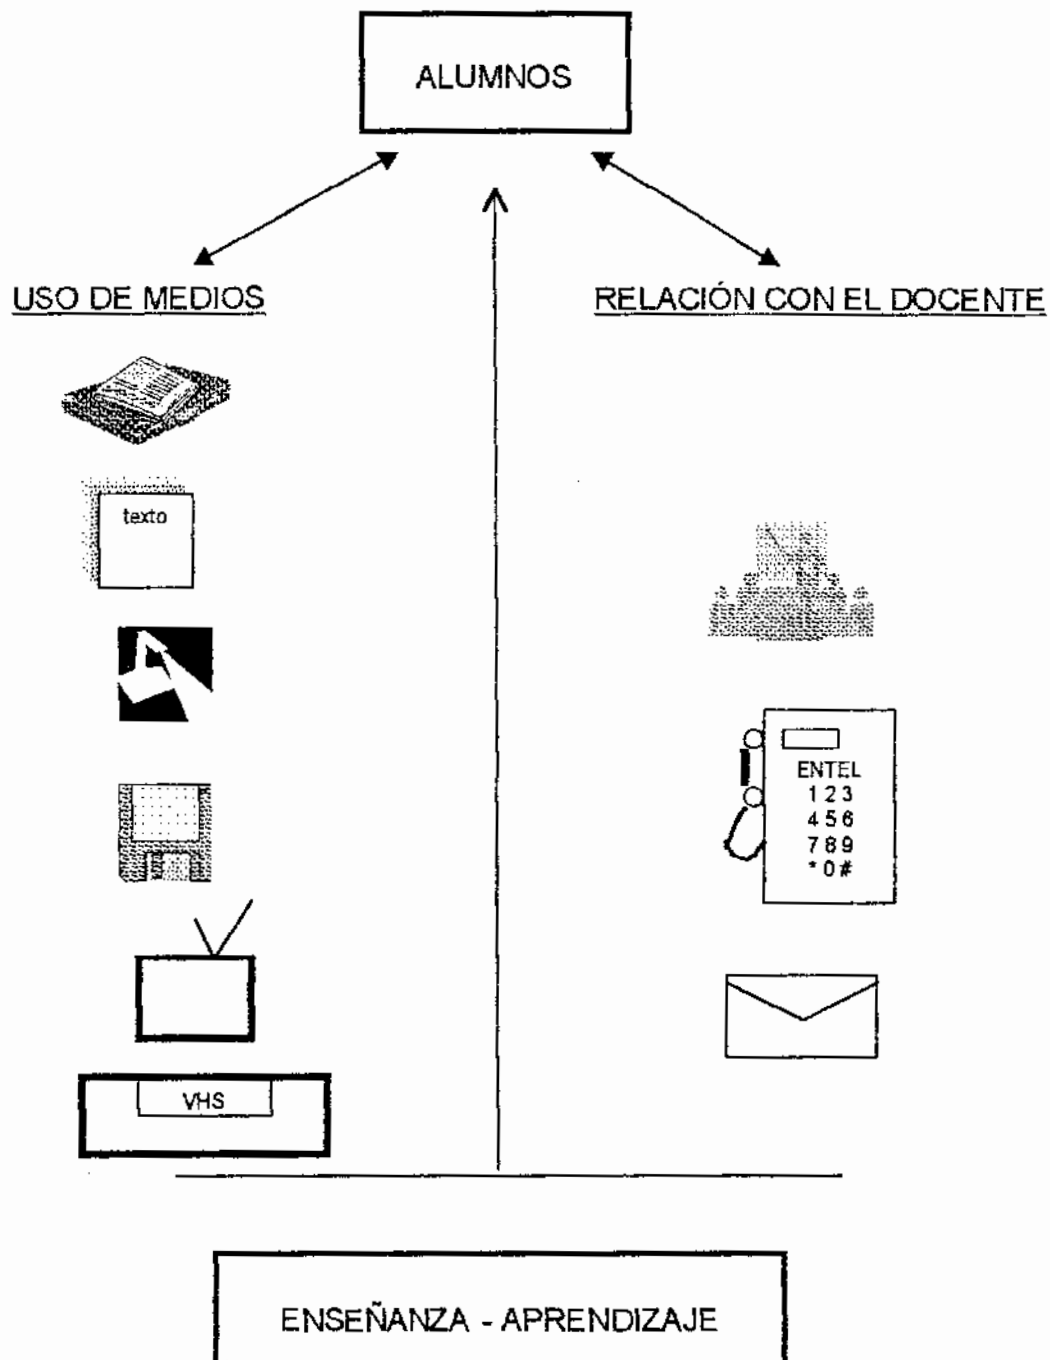 ALUMNOS
USO DE MEDIOS
RELACIÓN CON EL DOCENTE
texto
ENTEL
1 2 3
4 5 6
7 8 9
* 0 #
VHS
ENSEÑANZA - APRENDIZAJE